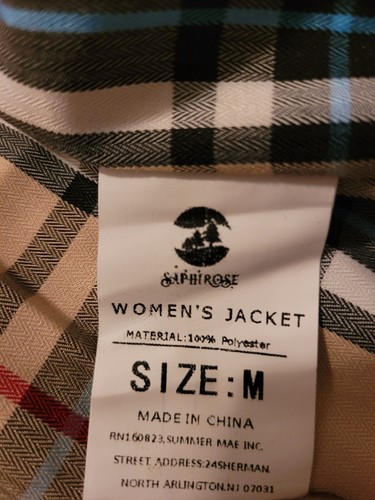 SAPHIROSE
WOMEN'S JACKET
MATERIAL:100% Polyester
SIZE:M
MADE IN CHINA
RN160823,SUMMER MAE INC.
STREET ADDRESS:24SHERMAN.
NORTH ARLINGTON.NJ 07031